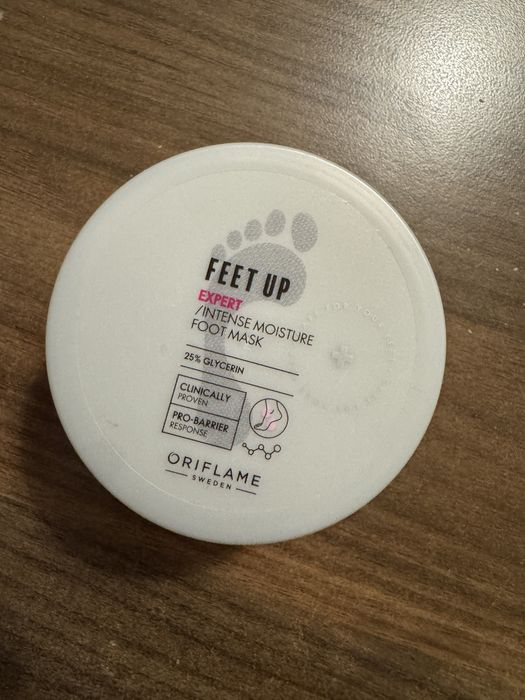 FEET UP
EXPERT
/INTENSE MOISTURE
FOOT MASK
25% GLYCERIN
CLINICALLY
PROVEN
PRO-BARRIER
RESPONSE
ORIFLAME
SWEDEN